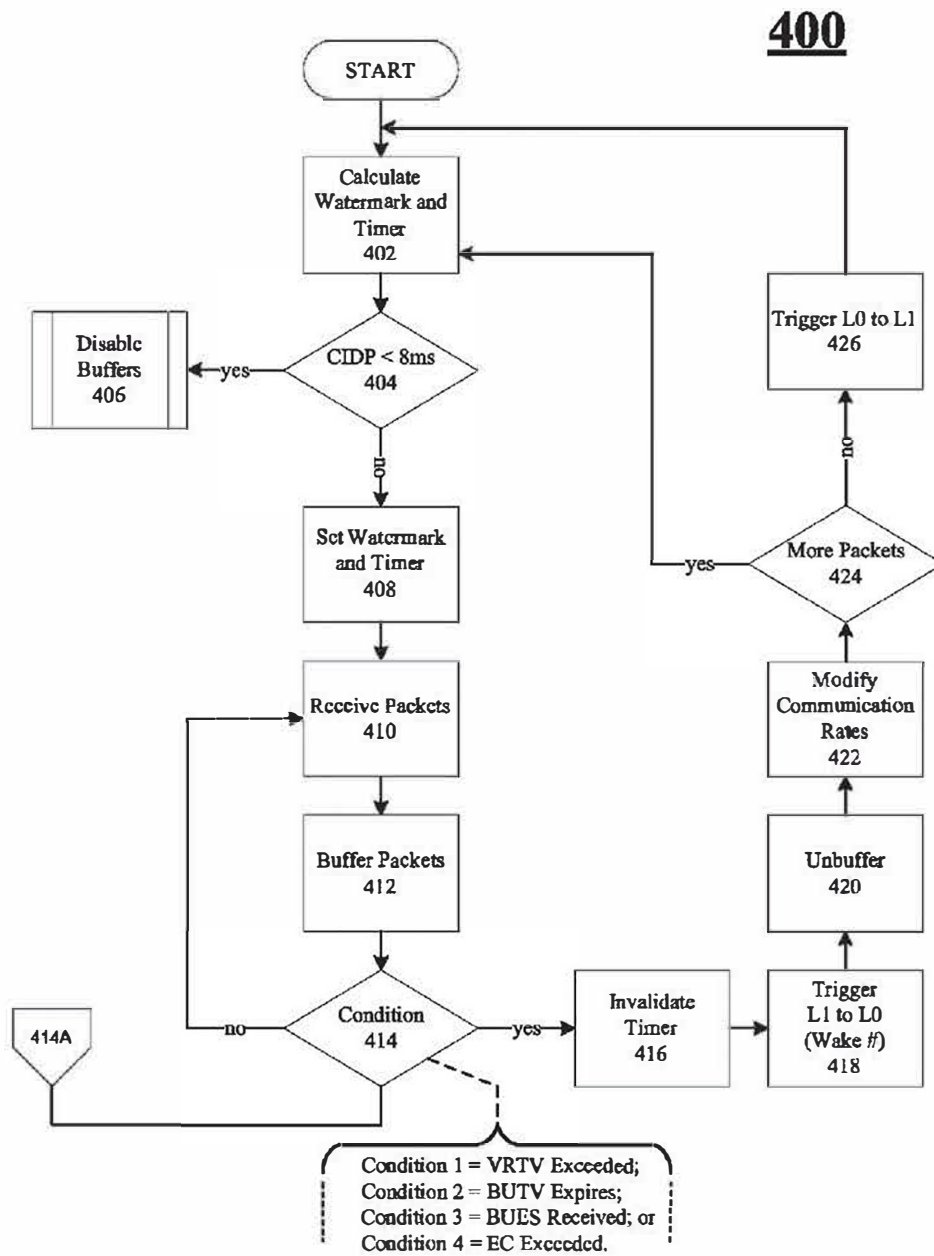 400
START
Calculate
Watermark and
Timer
402
CIDP < 8ms
404
yes
Disable
Buffers
406
no
Set Watermark
and Timer
408
Receive Packets
410
Buffer Packets
412
Condition
414
no
yes
414A
Condition 1 = VRTV Exceeded;
Condition 2 = BUTV Expires;
Condition 3 = BUES Received; or
Condition 4 = EC Exceeded.
Invalidate
Timer
416
Trigger
L1 to L0
(Wake #)
418
Unbuffer
420
Modify
Communication
Rates
422
More Packets
424
yes
no
Trigger L0 to L1
426